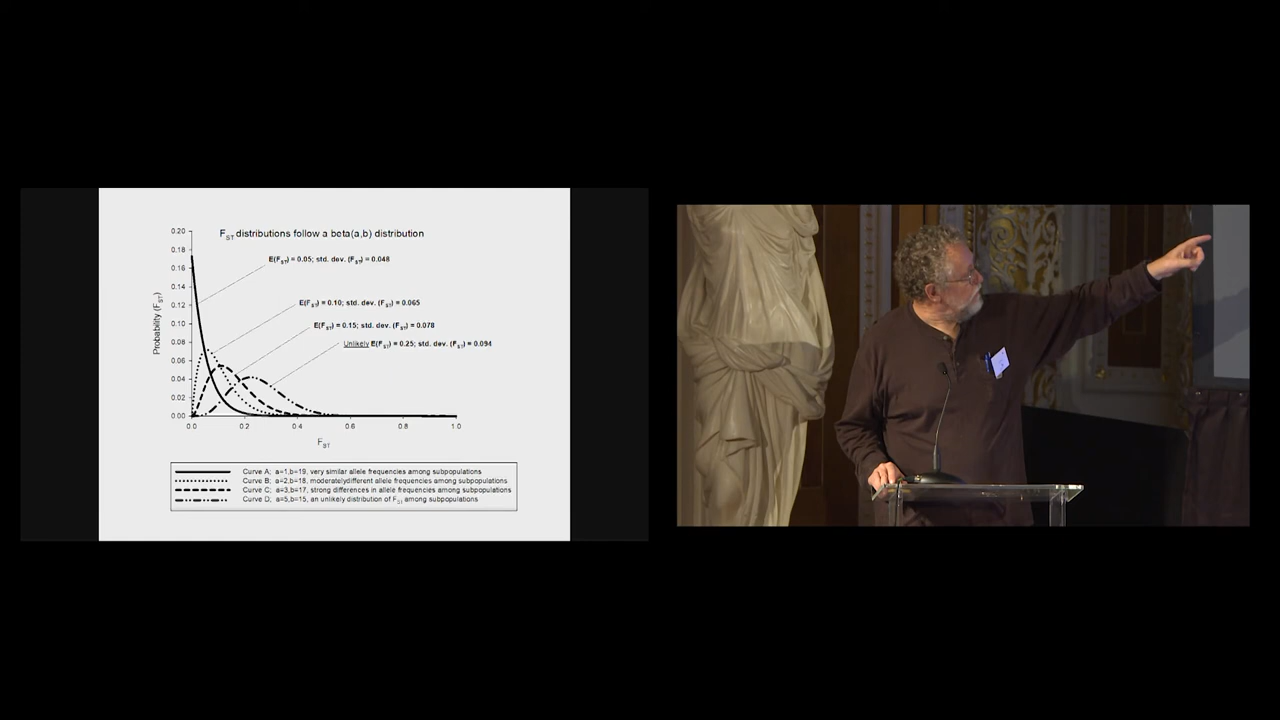 F_ST distributions follow a beta(a,b) distribution
0.20
0.18
0.16
0.14
0.12
0.10
0.08
0.06
0.04
0.02
0.00
Probability (F_ST)
E(F_ST) = 0.05; std. dev. (F_ST) = 0.048
E(F_ST) = 0.10; std. dev. (F_ST) = 0.065
E(F_ST) = 0.15; std. dev. (F_ST) = 0.078
Unlikely E(F_ST) = 0.25; std. dev. (F_ST) = 0.094
0.0 0.2 0.4 0.6 0.8 1.0
F_ST
Curve A; a=1,b=19, very similar allele frequencies among subpopulations
Curve B; a=2,b=18, moderatelydifferent allele frequencies among subpopulations
Curve C; a=3,b=17, strong differences in allele frequencies among subpopulations
Curve D, a=5,b=15, an unlikely distribution of F_ST among subpopulations